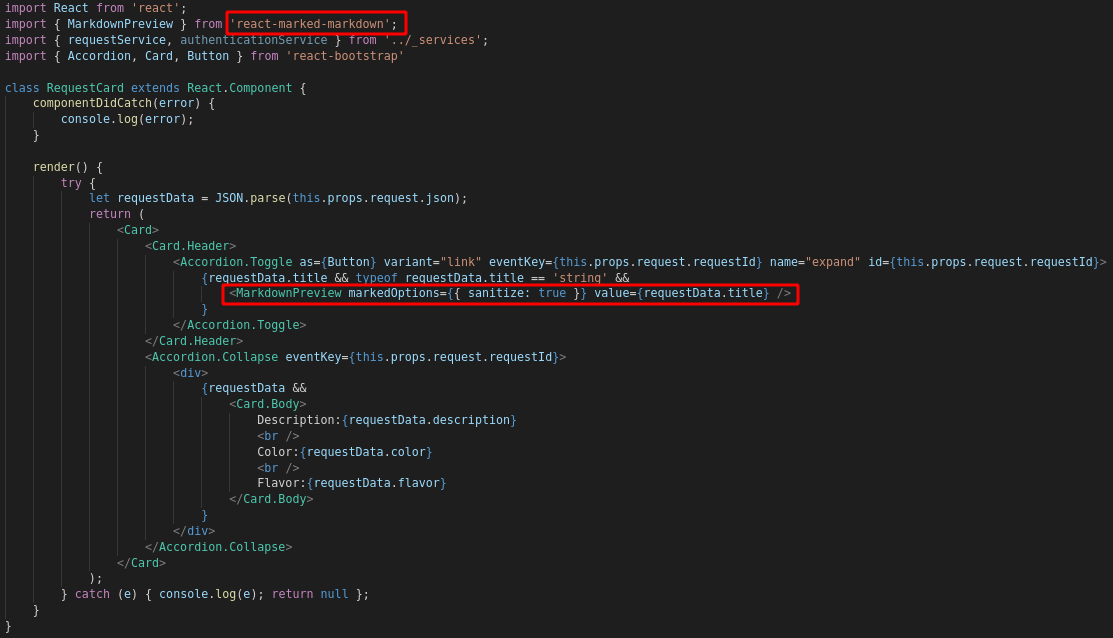 import React from 'react';
import { MarkdownPreview } from 'react-marked-markdown';
import { requestService, authenticationService } from '../_services';
import { Accordion, Card, Button } from 'react-bootstrap'
class RequestCard extends React.Component {
componentDidCatch(error) {
console.log(error);
}
render() {
try {
let requestData = JSON.parse(this.props.request.json);
return (
<Card>
<Card.Header>
<Accordion.Toggle as={Button} variant="link" eventKey={this.props.request.requestId} name="expand" id={this.props.request.requestId}>
{requestData.title && typeof requestData.title == 'string' &&
<MarkdownPreview markedOptions={{ sanitize: true }} value={requestData.title} />
}
</Accordion.Toggle>
</Card.Header>
<Accordion.Collapse eventKey={this.props.request.requestId}>
<div>
{requestData &&
<Card.Body>
Description:{requestData.description}
<br />
Color:{requestData.color}
<br />
Flavor:{requestData.flavor}
</Card.Body>
}
</div>
</Accordion.Collapse>
</Card>
);
} catch (e) { console.log(e); return null };
}
}